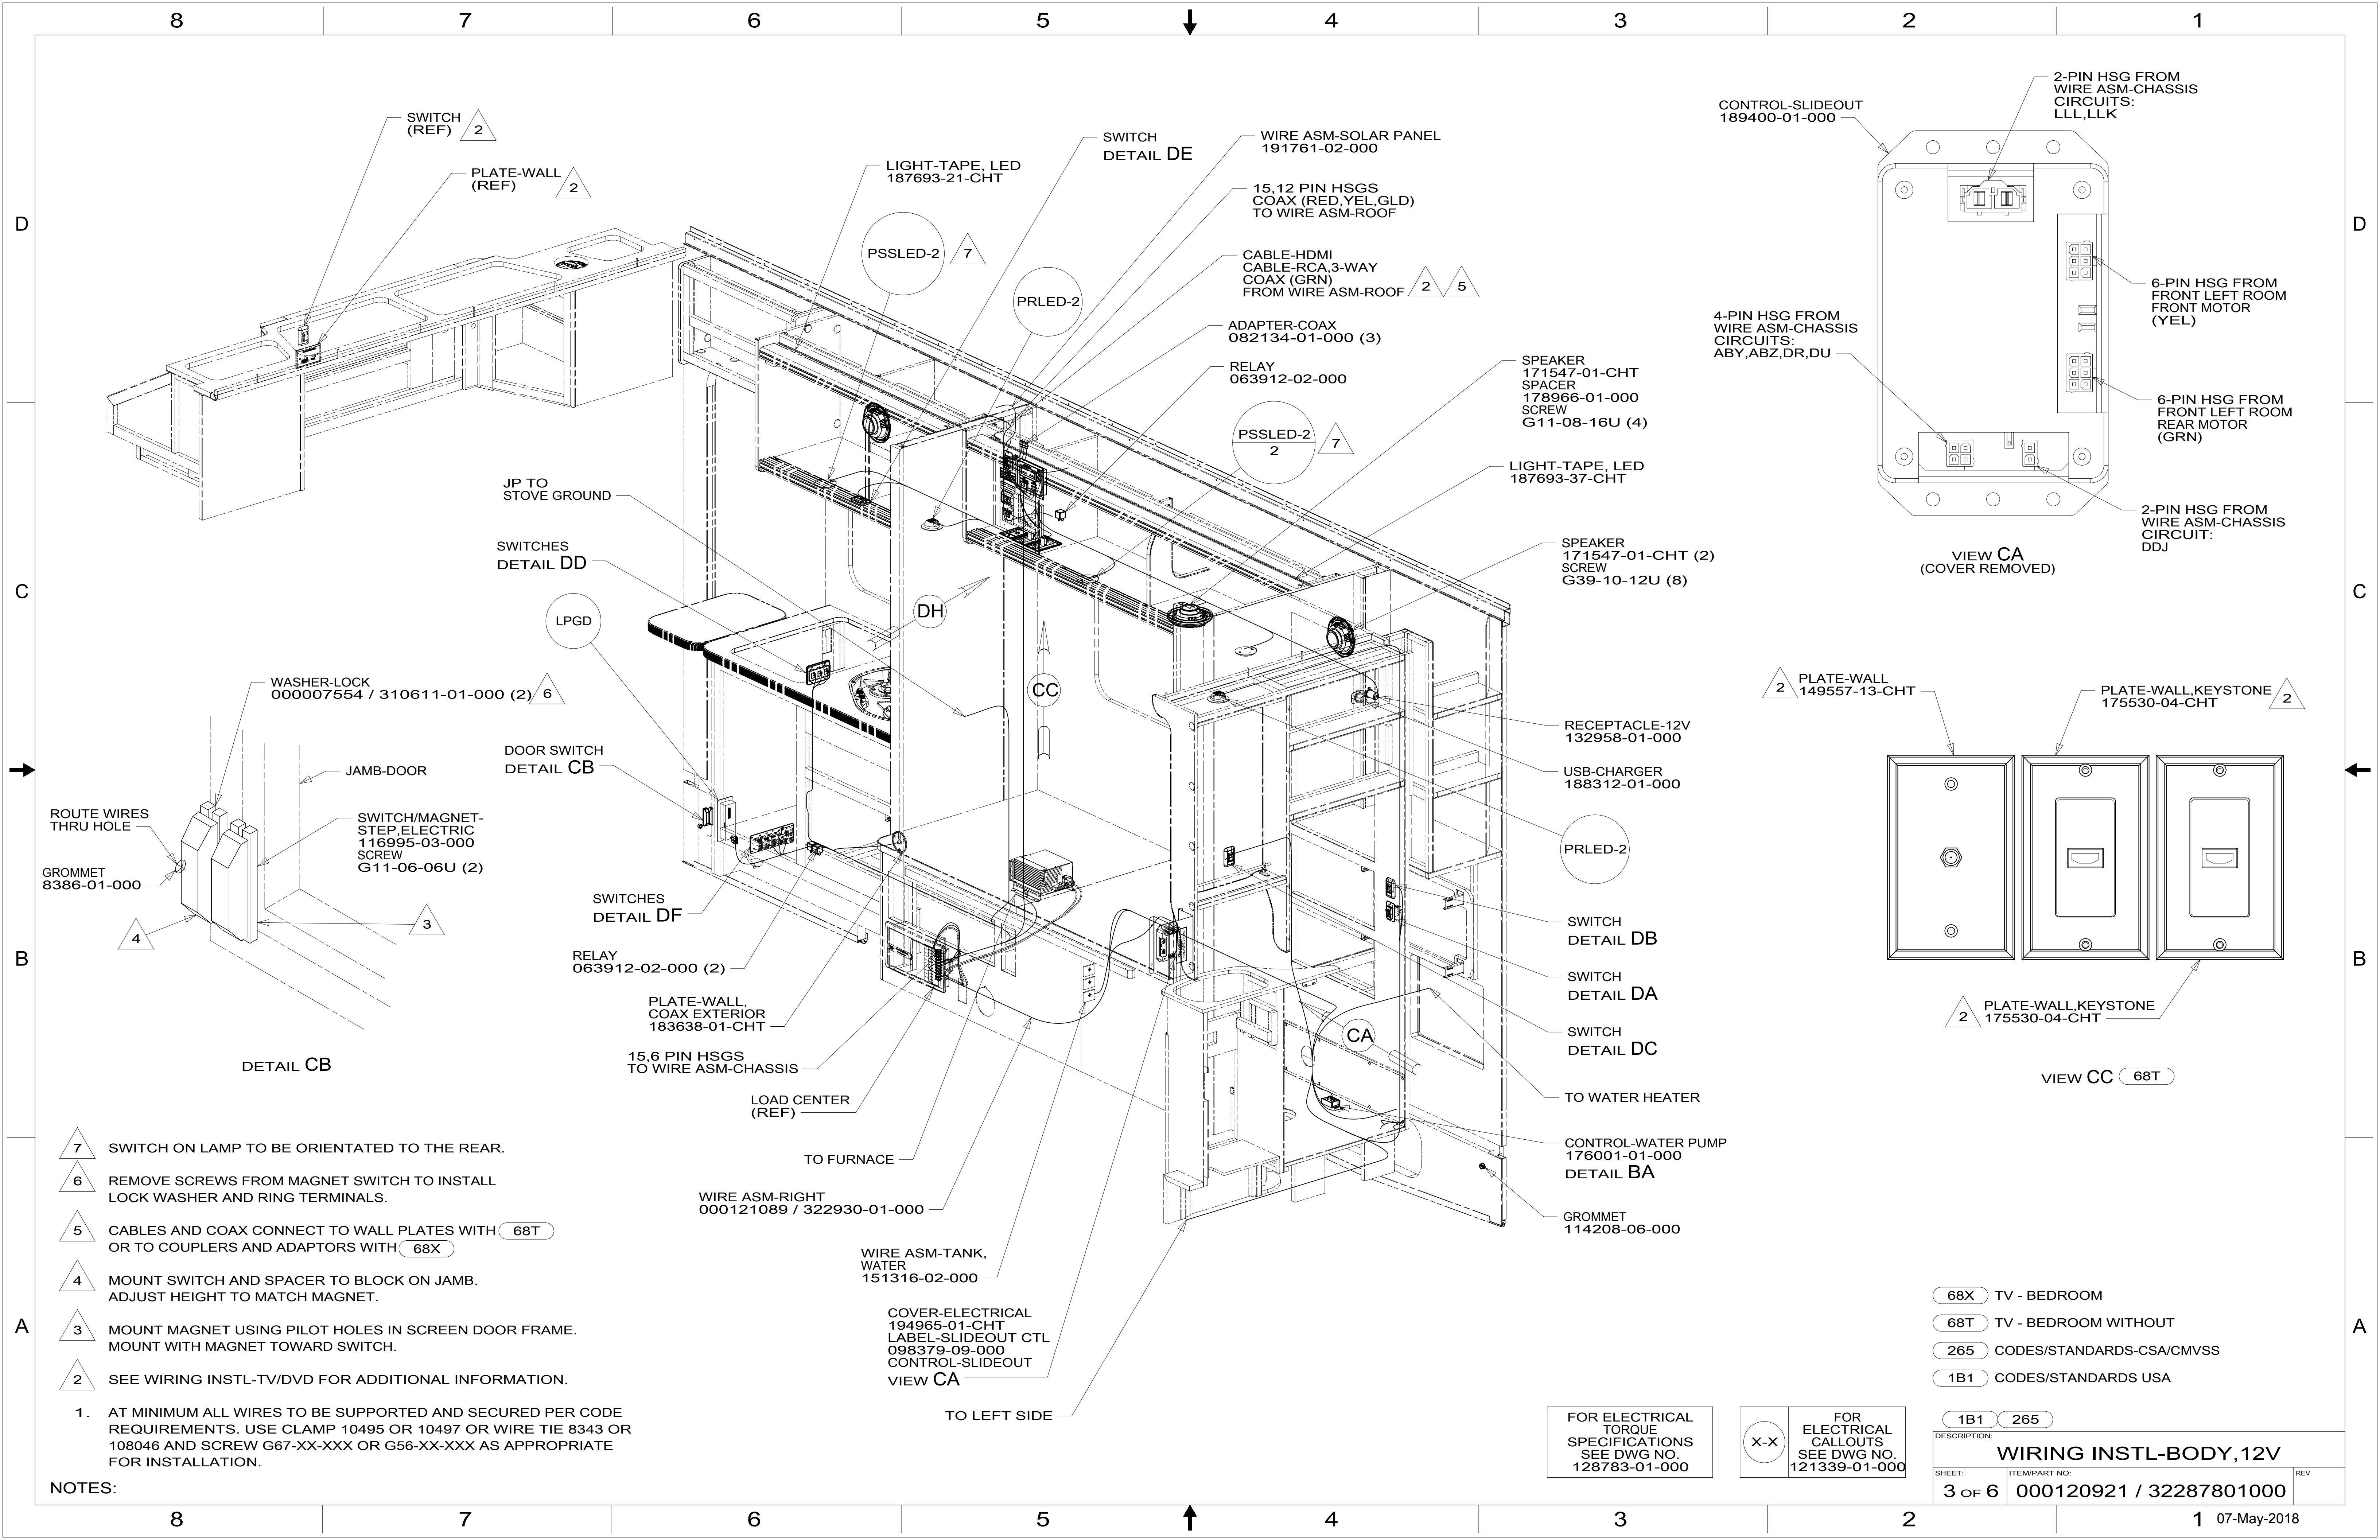 8 7 6 5 4 3 2 1
D
C
B
A
D
C
B
A
SWITCH
(REF) 2
PLATE-WALL
(REF) 2
LIGHT-TAPE, LED
187693-21-CHT
PSSLED-2 7
SWITCH
DETAIL DE
PRLED-2
WIRE ASM-SOLAR PANEL
191761-02-000
15,12 PIN HSGS
COAX (RED,YEL,GLD)
TO WIRE ASM-ROOF
CABLE-HDMI
CABLE-RCA,3-WAY
COAX (GRN)
FROM WIRE ASM-ROOF 2 5
ADAPTER-COAX
082134-01-000 (3)
RELAY
063912-02-000
PSSLED-2
2
7
SPEAKER
171547-01-CHT
SPACER
178966-01-000
SCREW
G11-08-16U (4)
LIGHT-TAPE, LED
187693-37-CHT
SPEAKER
171547-01-CHT (2)
SCREW
G39-10-12U (8)
CONTROL-SLIDEOUT
189400-01-000
2-PIN HSG FROM
WIRE ASM-CHASSIS
CIRCUITS:
LLL,LLK
6-PIN HSG FROM
FRONT LEFT ROOM
FRONT MOTOR
(YEL)
4-PIN HSG FROM
WIRE ASM-CHASSIS
CIRCUITS:
ABY,ABZ,DR,DU
6-PIN HSG FROM
FRONT LEFT ROOM
REAR MOTOR
(GRN)
2-PIN HSG FROM
WIRE ASM-CHASSIS
CIRCUIT:
DDJ
VIEW CA
(COVER REMOVED)
JP TO
STOVE GROUND
SWITCHES
DETAIL DD
LPGD
DH
CC
DOOR SWITCH
DETAIL CB
WASHER-LOCK
000007554 / 310611-01-000 (2) 6
JAMB-DOOR
ROUTE WIRES
THRU HOLE
SWITCH/MAGNET-
STEP,ELECTRIC
116995-03-000
SCREW
G11-06-06U (2)
GROMMET
8386-01-000
4
3
DETAIL CB
SWITCHES
DETAIL DF
RELAY
063912-02-000 (2)
PLATE-WALL,
COAX EXTERIOR
183638-01-CHT
15,6 PIN HSGS
TO WIRE ASM-CHASSIS
LOAD CENTER
(REF)
TO FURNACE
WIRE ASM-RIGHT
000121089 / 322930-01-000
WIRE ASM-TANK,
WATER
151316-02-000
COVER-ELECTRICAL
194965-01-CHT
LABEL-SLIDEOUT CTL
098379-09-000
CONTROL-SLIDEOUT
VIEW CA
TO LEFT SIDE
CA
RECEPTACLE-12V
132958-01-000
USB-CHARGER
188312-01-000
PRLED-2
SWITCH
DETAIL DB
SWITCH
DETAIL DA
SWITCH
DETAIL DC
TO WATER HEATER
CONTROL-WATER PUMP
176001-01-000
DETAIL BA
GROMMET
114208-06-000
2 PLATE-WALL
149557-13-CHT
PLATE-WALL,KEYSTONE
175530-04-CHT 2
2 PLATE-WALL,KEYSTONE
175530-04-CHT
VIEW CC 68T
7 SWITCH ON LAMP TO BE ORIENTATED TO THE REAR.
6 REMOVE SCREWS FROM MAGNET SWITCH TO INSTALL
LOCK WASHER AND RING TERMINALS.
5 CABLES AND COAX CONNECT TO WALL PLATES WITH 68T
OR TO COUPLERS AND ADAPTORS WITH 68X
4 MOUNT SWITCH AND SPACER TO BLOCK ON JAMB.
ADJUST HEIGHT TO MATCH MAGNET.
3 MOUNT MAGNET USING PILOT HOLES IN SCREEN DOOR FRAME.
MOUNT WITH MAGNET TOWARD SWITCH.
2 SEE WIRING INSTL-TV/DVD FOR ADDITIONAL INFORMATION.
1. AT MINIMUM ALL WIRES TO BE SUPPORTED AND SECURED PER CODE
REQUIREMENTS. USE CLAMP 10495 OR 10497 OR WIRE TIE 8343 OR
108046 AND SCREW G67-XX-XXX OR G56-XX-XXX AS APPROPRIATE
FOR INSTALLATION.
NOTES:
68X TV - BEDROOM
68T TV - BEDROOM WITHOUT
265 CODES/STANDARDS-CSA/CMVSS
1B1 CODES/STANDARDS USA
1B1 265
FOR ELECTRICAL
TORQUE
SPECIFICATIONS
SEE DWG NO.
128783-01-000
X-X
FOR
ELECTRICAL
CALLOUTS
SEE DWG NO.
121339-01-000
DESCRIPTION:
WIRING INSTL-BODY,12V
SHEET: ITEM/PART NO: REV
3 OF 6 000120921 / 32287801000
8 7 6 5 4 3 2 1
07-May-2018